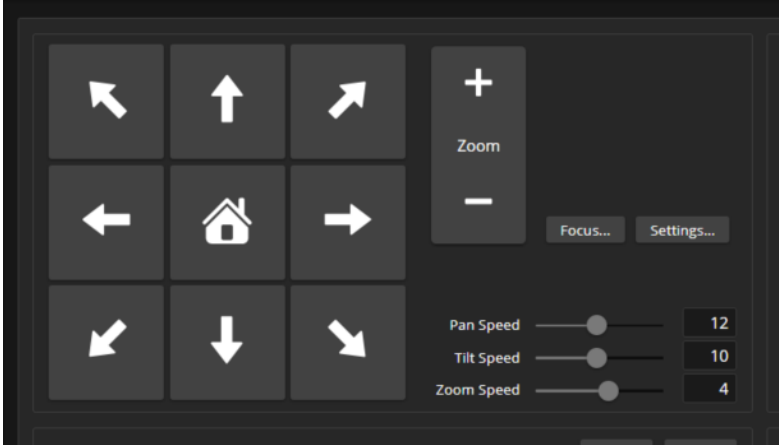 Zoom
Focus... Settings...
Pan Speed 12
Tilt Speed 10
Zoom Speed 4